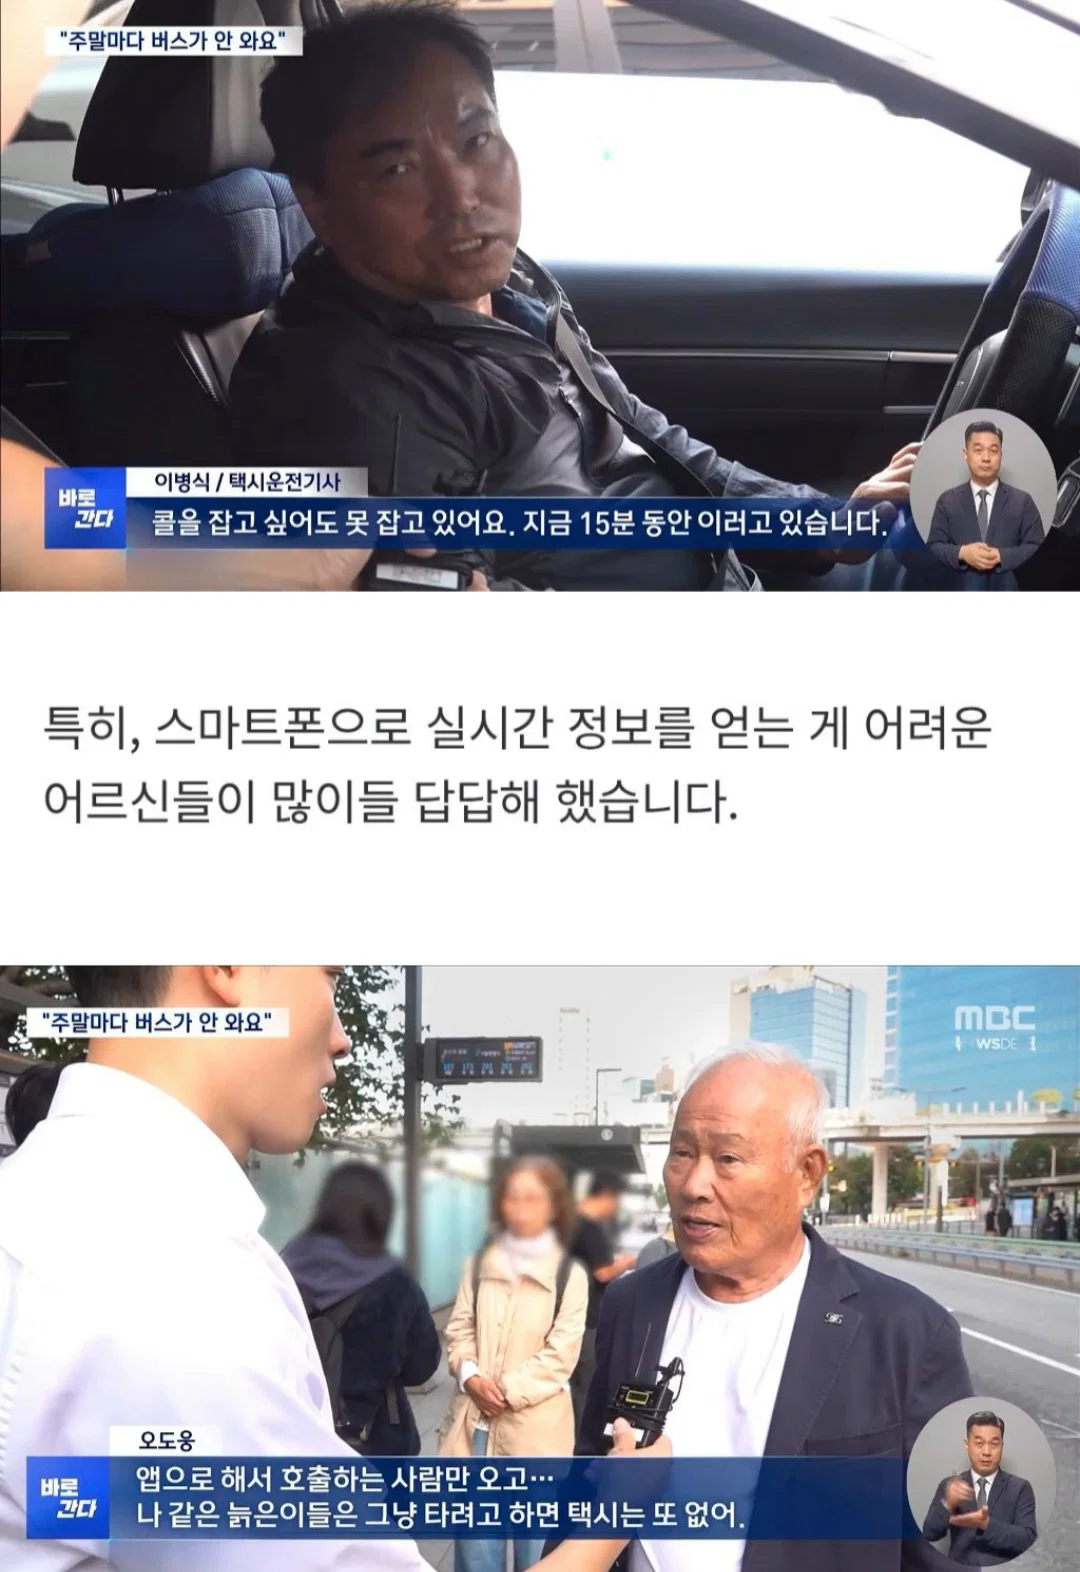 "주말마다 버스가 안 와요"
이병식 / 택시운전기사
바로
간다
콜을 잡고 싶어도 못 잡고 있어요. 지금 15분 동안 이러고 있습니다.
특히, 스마트폰으로 실시간 정보를 얻는 게 어려운
어르신들이 많이들 답답해 했습니다.
"주말마다 버스가 안 와요"
MBC
WSDE
오도웅
바로
간다
앱으로 해서 호출하는 사람만 오고…
나 같은 늙은이들은 그냥 타려고 하면 택시는 또 없어.